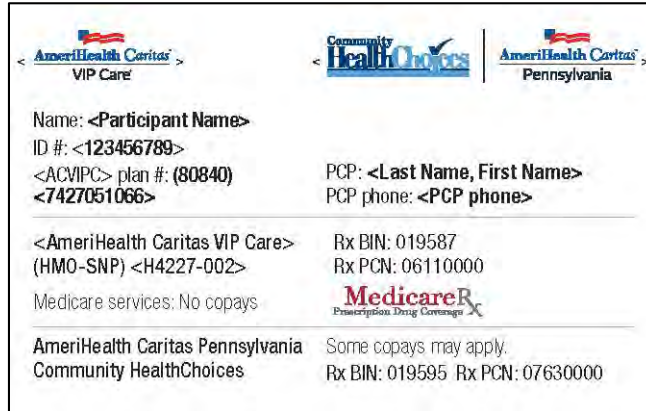 < AmeriHealth Caritas >
VIP Care
< Community
HealthChoices
AmeriHealth Caritas >
Pennsylvania
Name: <Participant Name>
ID #: <123456789>
<ACVIPC> plan #: (80840)
<7427051066>
PCP: <Last Name, First Name>
PCP phone: <PCP phone>
<AmeriHealth Caritas VIP Care>
(HMO-SNP) <H4227-002>
Medicare services: No copays
Rx BIN: 019587
Rx PCN: 06110000
MedicareRx
Prescription Drug Coverage
AmeriHealth Caritas Pennsylvania
Community HealthChoices
Some copays may apply.
Rx BIN: 019595 Rx PCN: 07630000